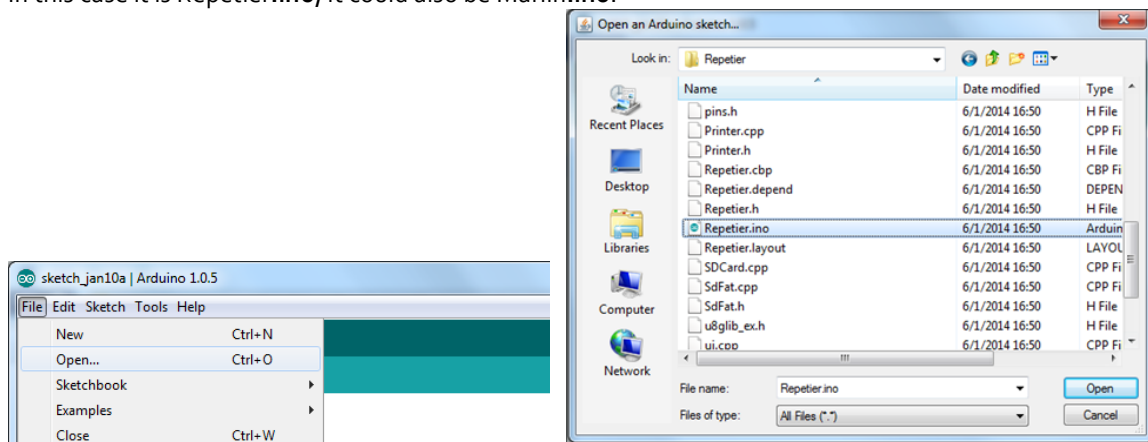 in this case it is Repetier.ino, it could also be Marlin.ino.
Open an Arduino sketch...
Look in: Repetier
Name Date modified Type
pins.h 6/1/2014 16:50 H File
Printer.cpp 6/1/2014 16:50 CPP Fi
Printer.h 6/1/2014 16:50 H File
Repetier.cbp 6/1/2014 16:50 CBP Fi
Repetier.depend 6/1/2014 16:50 DEPEN
Repetier.h 6/1/2014 16:50 H File
Repetier.ino 6/1/2014 16:50 Arduin
Repetier.layout 6/1/2014 16:50 LAYOU
SDCard.cpp 6/1/2014 16:50 CPP Fi
SdFat.cpp 6/1/2014 16:50 CPP Fi
SdFat.h 6/1/2014 16:50 H File
u8glib_ex.h 6/1/2014 16:50 H File
ui.cpp 6/1/2014 16:50 CPP Fi
Recent Places
Desktop
Libraries
Computer
Network
File name: Repetier.ino Open
Files of type: All Files (*.*) Cancel
sketch_jan10a | Arduino 1.0.5
File Edit Sketch Tools Help
New Ctrl+N
Open... Ctrl+O
Sketchbook
Examples
Close Ctrl+W